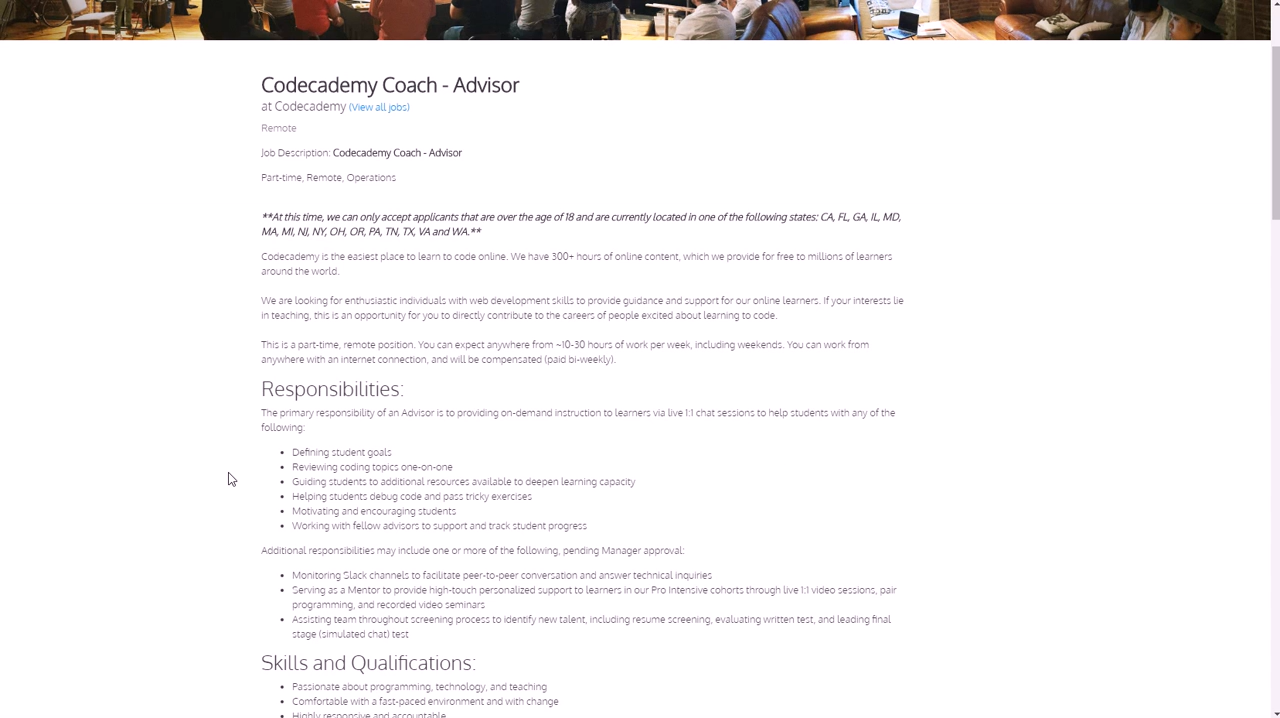 Codecademy Coach - Advisor
at Codecademy (View all jobs)
Remote
Job Description: Codecademy Coach - Advisor
Part-time, Remote, Operations
**At this time, we can only accept applicants that are over the age of 18 and are currently located in one of the following states: CA, FL, GA, IL, MD,
MA, MI, NJ, NY, OH, OR, PA, TN, TX, VA and WA.**
Codecademy is the easiest place to learn to code online. We have 300+ hours of online content, which we provide for free to millions of learners
around the world.
We are looking for enthusiastic individuals with web development skills to provide guidance and support for our online learners. If your interests lie
in teaching, this is an opportunity for you to directly contribute to the careers of people excited about learning to code.
This is a part-time, remote position. You can expect anywhere from ~10-30 hours of work per week, including weekends. You can work from
anywhere with an internet connection, and will be compensated (paid bi-weekly).
Responsibilities:
The primary responsibility of an Advisor is to providing on-demand instruction to learners via live 1:1 chat sessions to help students with any of the
following:
• Defining student goals
• Reviewing coding topics one-on-one
• Guiding students to additional resources available to deepen learning capacity
• Helping students debug code and pass tricky exercises
• Motivating and encouraging students
• Working with fellow advisors to support and track student progress
Additional responsibilities may include one or more of the following, pending Manager approval:
• Monitoring Slack channels to facilitate peer-to-peer conversation and answer technical inquiries
• Serving as a Mentor to provide high-touch personalized support to learners in our Pro Intensive cohorts through live 1:1 video sessions, pair
programming, and recorded video seminars
• Assisting team throughout screening process to identify new talent, including resume screening, evaluating written test, and leading final
stage (simulated chat) test
Skills and Qualifications:
• Passionate about programming, technology, and teaching
• Comfortable with a fast-paced environment and with change
• Highly responsive and accountable